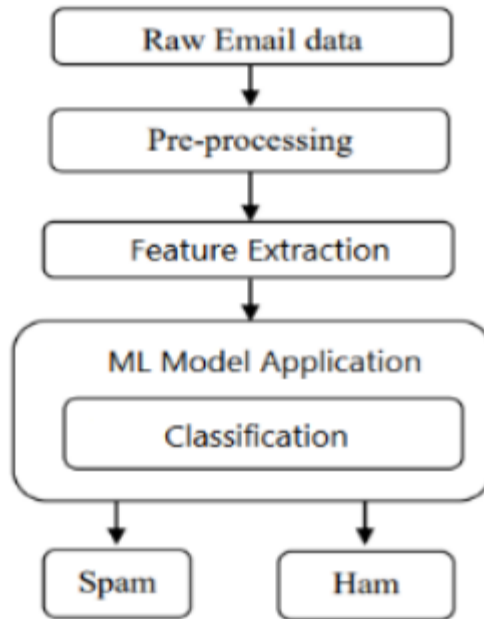 Raw Email data
Pre-processing
Feature Extraction
ML Model Application
Classification
Spam
Ham